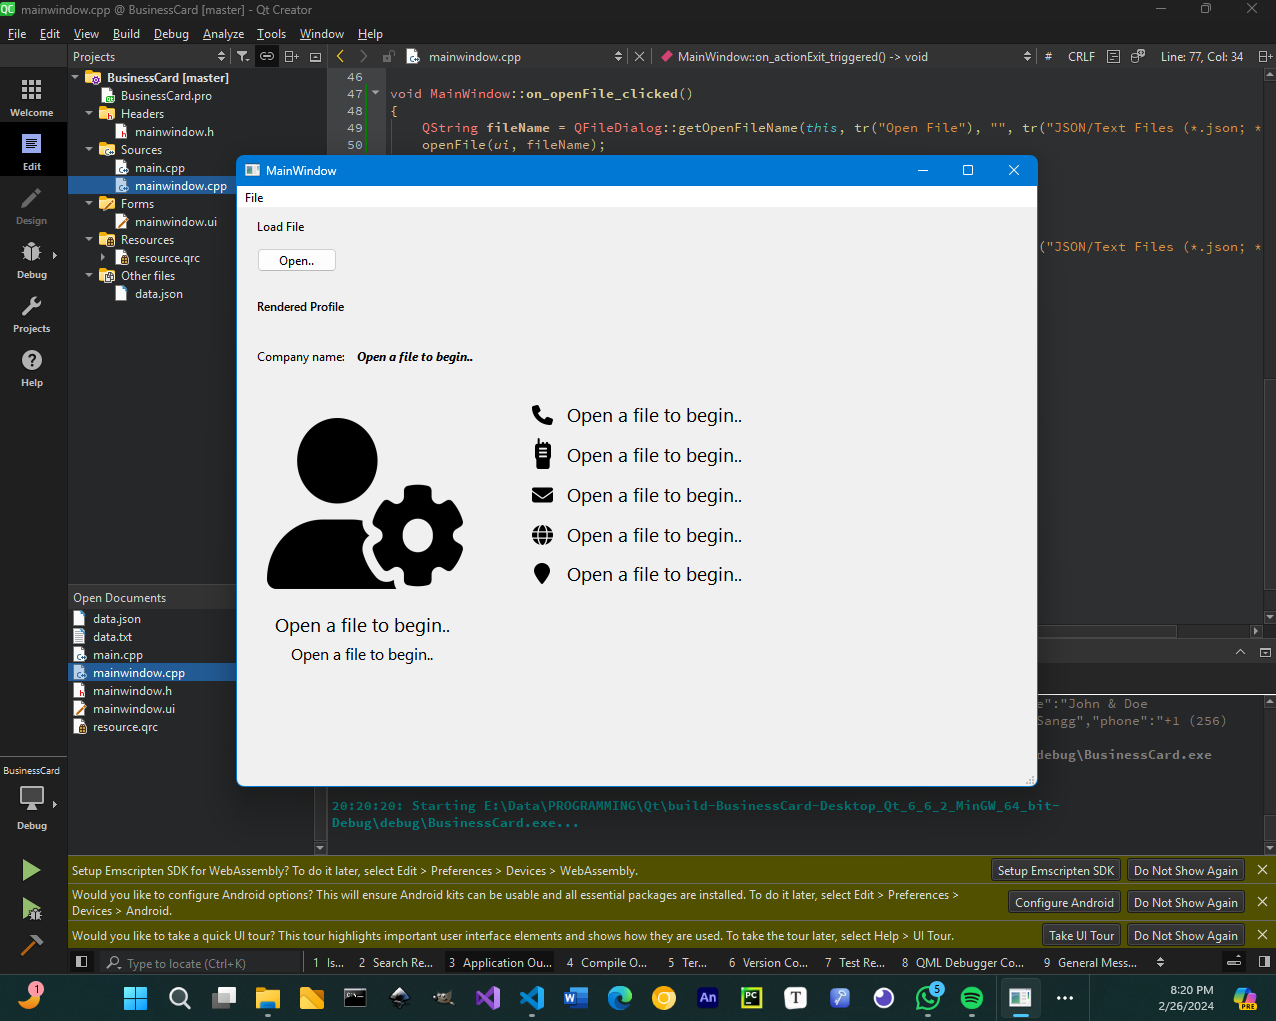 mainwindow.cpp @ BusinessCard [master] - Qt Creator
File Edit View Build Debug Analyze Tools Window Help
Projects
mainwindow.cpp
MainWindow::on_actionExit_triggered() -> void
# CRLF Line: 77, Col: 34
Welcome
Edit
Design
Debug
Projects
Help
BusinessCard [master]
BusinessCard.pro
Headers
mainwindow.h
Sources
main.cpp
mainwindow.cpp
Forms
mainwindow.ui
Resources
resource.qrc
Other files
data.json
46
47 void MainWindow::on_openFile_clicked()
48 {
49 QString fileName = QFileDialog::getOpenFileName(this, tr("Open File"), "", tr("JSON/Text Files (*.json; *
50 openFile(ui, fileName);
("JSON/Text Files (*.json; *
MainWindow
File
Load File
Open..
Rendered Profile
Company name: Open a file to begin..
Open a file to begin..
Open a file to begin..
Open a file to begin..
Open a file to begin..
Open a file to begin..
Open a file to begin..
Open a file to begin..
Open Documents
data.json
data.txt
main.cpp
mainwindow.cpp
mainwindow.h
mainwindow.ui
resource.qrc
BusinessCard
Debug
e":"John & Doe
Sangg","phone":"+1 (256)
debug\BusinessCard.exe
20:20:20: Starting E:\Data\PROGRAMMING\Qt\build-BusinessCard-Desktop_Qt_6_6_2_MinGW_64_bit-
Debug\debug\BusinessCard.exe...
Setup Emscripten SDK for WebAssembly? To do it later, select Edit > Preferences > Devices > WebAssembly.
Setup Emscripten SDK Do Not Show Again
Would you like to configure Android options? This will ensure Android kits can be usable and all essential packages are installed. To do it later, select Edit > Preferences >
Devices > Android.
Configure Android Do Not Show Again
Would you like to take a quick UI tour? This tour highlights important user interface elements and shows how they are used. To take the tour later, select Help > UI Tour.
Take UI Tour Do Not Show Again
Type to locate (Ctrl+K)
1 Is... 2 Search Re... 3 Application Ou... 4 Compile O... 5 Ter... 6 Version Co... 7 Test Re... 8 QML Debugger Co... 9 General Mess...
1
An
PC
T
5
PRE
8:20 PM
2/26/2024